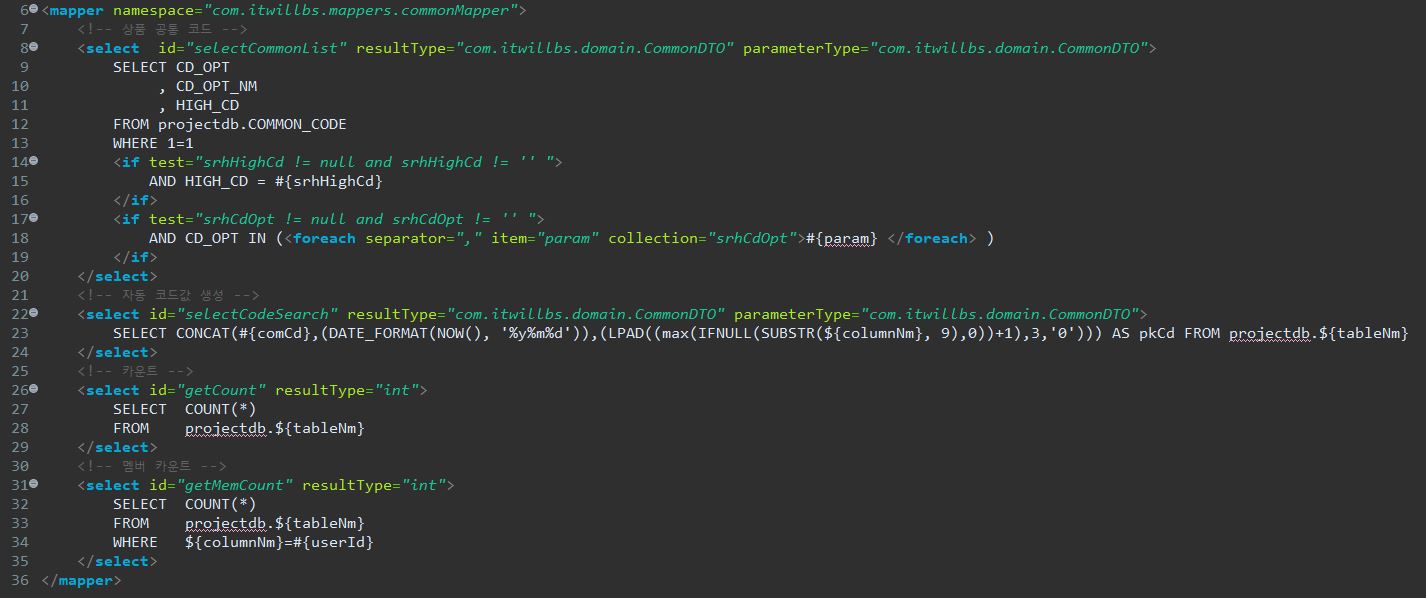 6 <mapper namespace="com.itwillbs.mappers.commonMapper">
7 <!-- 상품 공통 코드 -->
8 <select  id="selectCommonList" resultType="com.itwillbs.domain.CommonDTO" parameterType="com.itwillbs.domain.CommonDTO">
9 SELECT CD_OPT
10 , CD_OPT_NM
11 , HIGH_CD
12 FROM projectdb.COMMON_CODE
13 WHERE 1=1
14 <if test="srhHighCd != null and srhHighCd != '' ">
15 AND HIGH_CD = #{srhHighCd}
16 </if>
17 <if test="srhCdOpt != null and srhCdOpt != '' ">
18 AND CD_OPT IN (<foreach separator="," item="param" collection="srhCdOpt">#{param} </foreach> )
19 </if>
20 </select>
21 <!-- 자동 코드값 생성 -->
22 <select id="selectCodeSearch" resultType="com.itwillbs.domain.CommonDTO" parameterType="com.itwillbs.domain.CommonDTO">
23 SELECT CONCAT(#{comCd},(DATE_FORMAT(NOW(), '%y%m%d')),(LPAD((max(IFNULL(SUBSTR(${columnNm}, 9),0))+1),3,'0'))) AS pkCd FROM projectdb.${tableNm}
24 </select>
25 <!-- 카운트 -->
26 <select id="getCount" resultType="int">
27 SELECT  COUNT(*)
28 FROM    projectdb.${tableNm}
29 </select>
30 <!-- 멤버 카운트 -->
31 <select id="getMemCount" resultType="int">
32 SELECT  COUNT(*)
33 FROM    projectdb.${tableNm}
34 WHERE   ${columnNm}=#{userId}
35 </select>
36 </mapper>